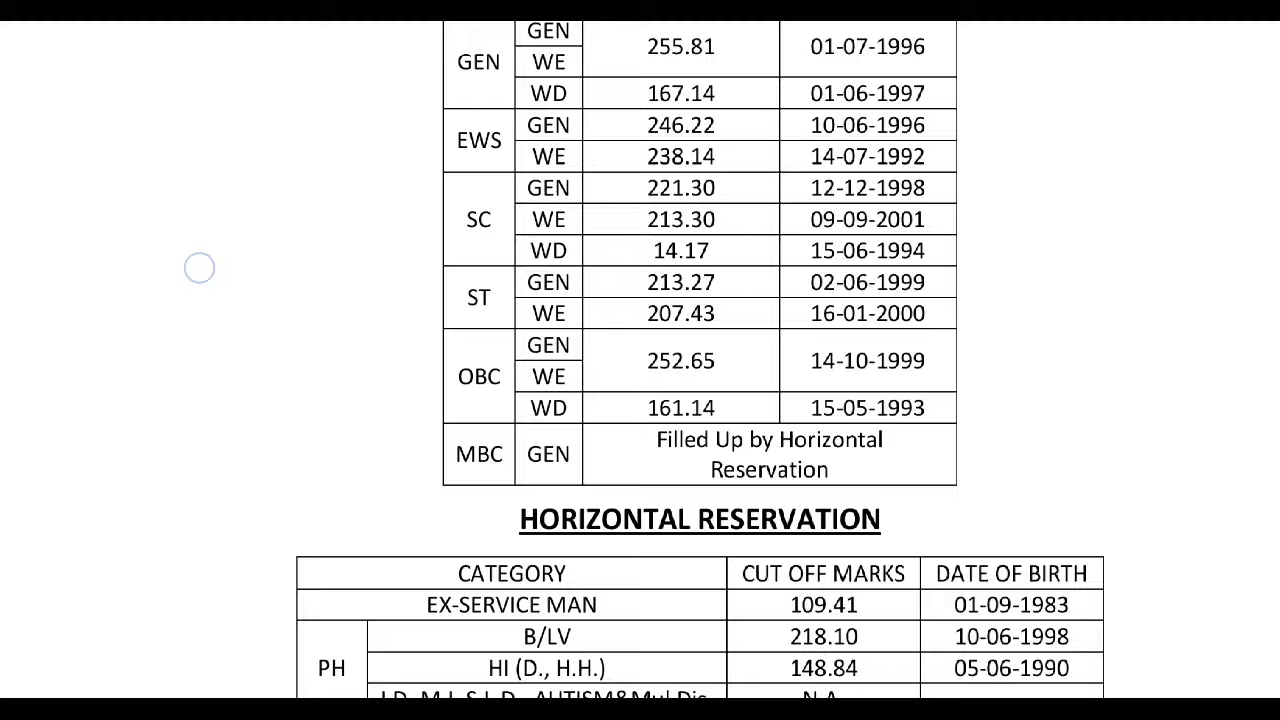 GEN GEN 255.81 01-07-1996
WE
WD 167.14 01-06-1997
EWS GEN 246.22 10-06-1996
WE 238.14 14-07-1992
SC GEN 221.30 12-12-1998
WE 213.30 09-09-2001
WD 14.17 15-06-1994
ST GEN 213.27 02-06-1999
WE 207.43 16-01-2000
OBC GEN 252.65 14-10-1999
WE
WD 161.14 15-05-1993
MBC GEN Filled Up by Horizontal
Reservation
HORIZONTAL RESERVATION
CATEGORY CUT OFF MARKS DATE OF BIRTH
EX-SERVICE MAN 109.41 01-09-1983
PH B/LV 218.10 10-06-1998
HI (D., H.H.) 148.84 05-06-1990
AUTISM&Mul.Dis N.A.